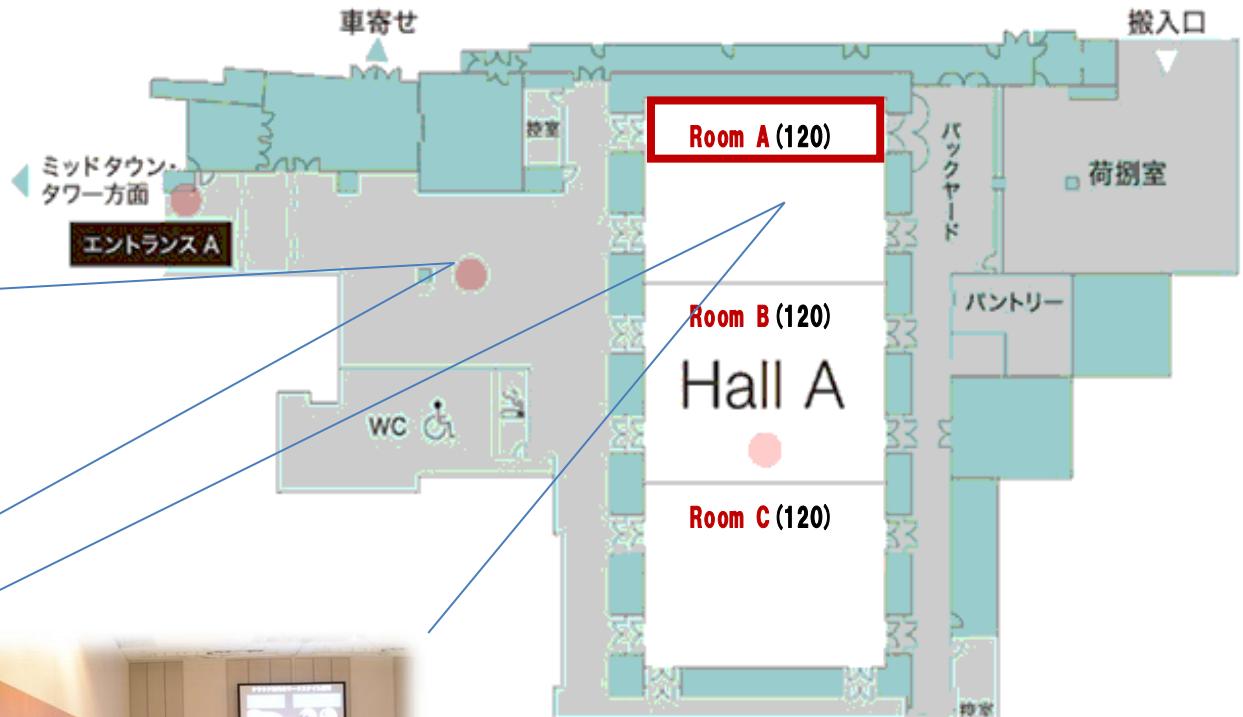 車寄せ
搬入口
控室
Room A(120)
バックヤード
荷捌室
ミッドタウン・
タワー方面
エントランス A
Room B(120)
パントリー
Hall A
WC
Room C(120)
控室